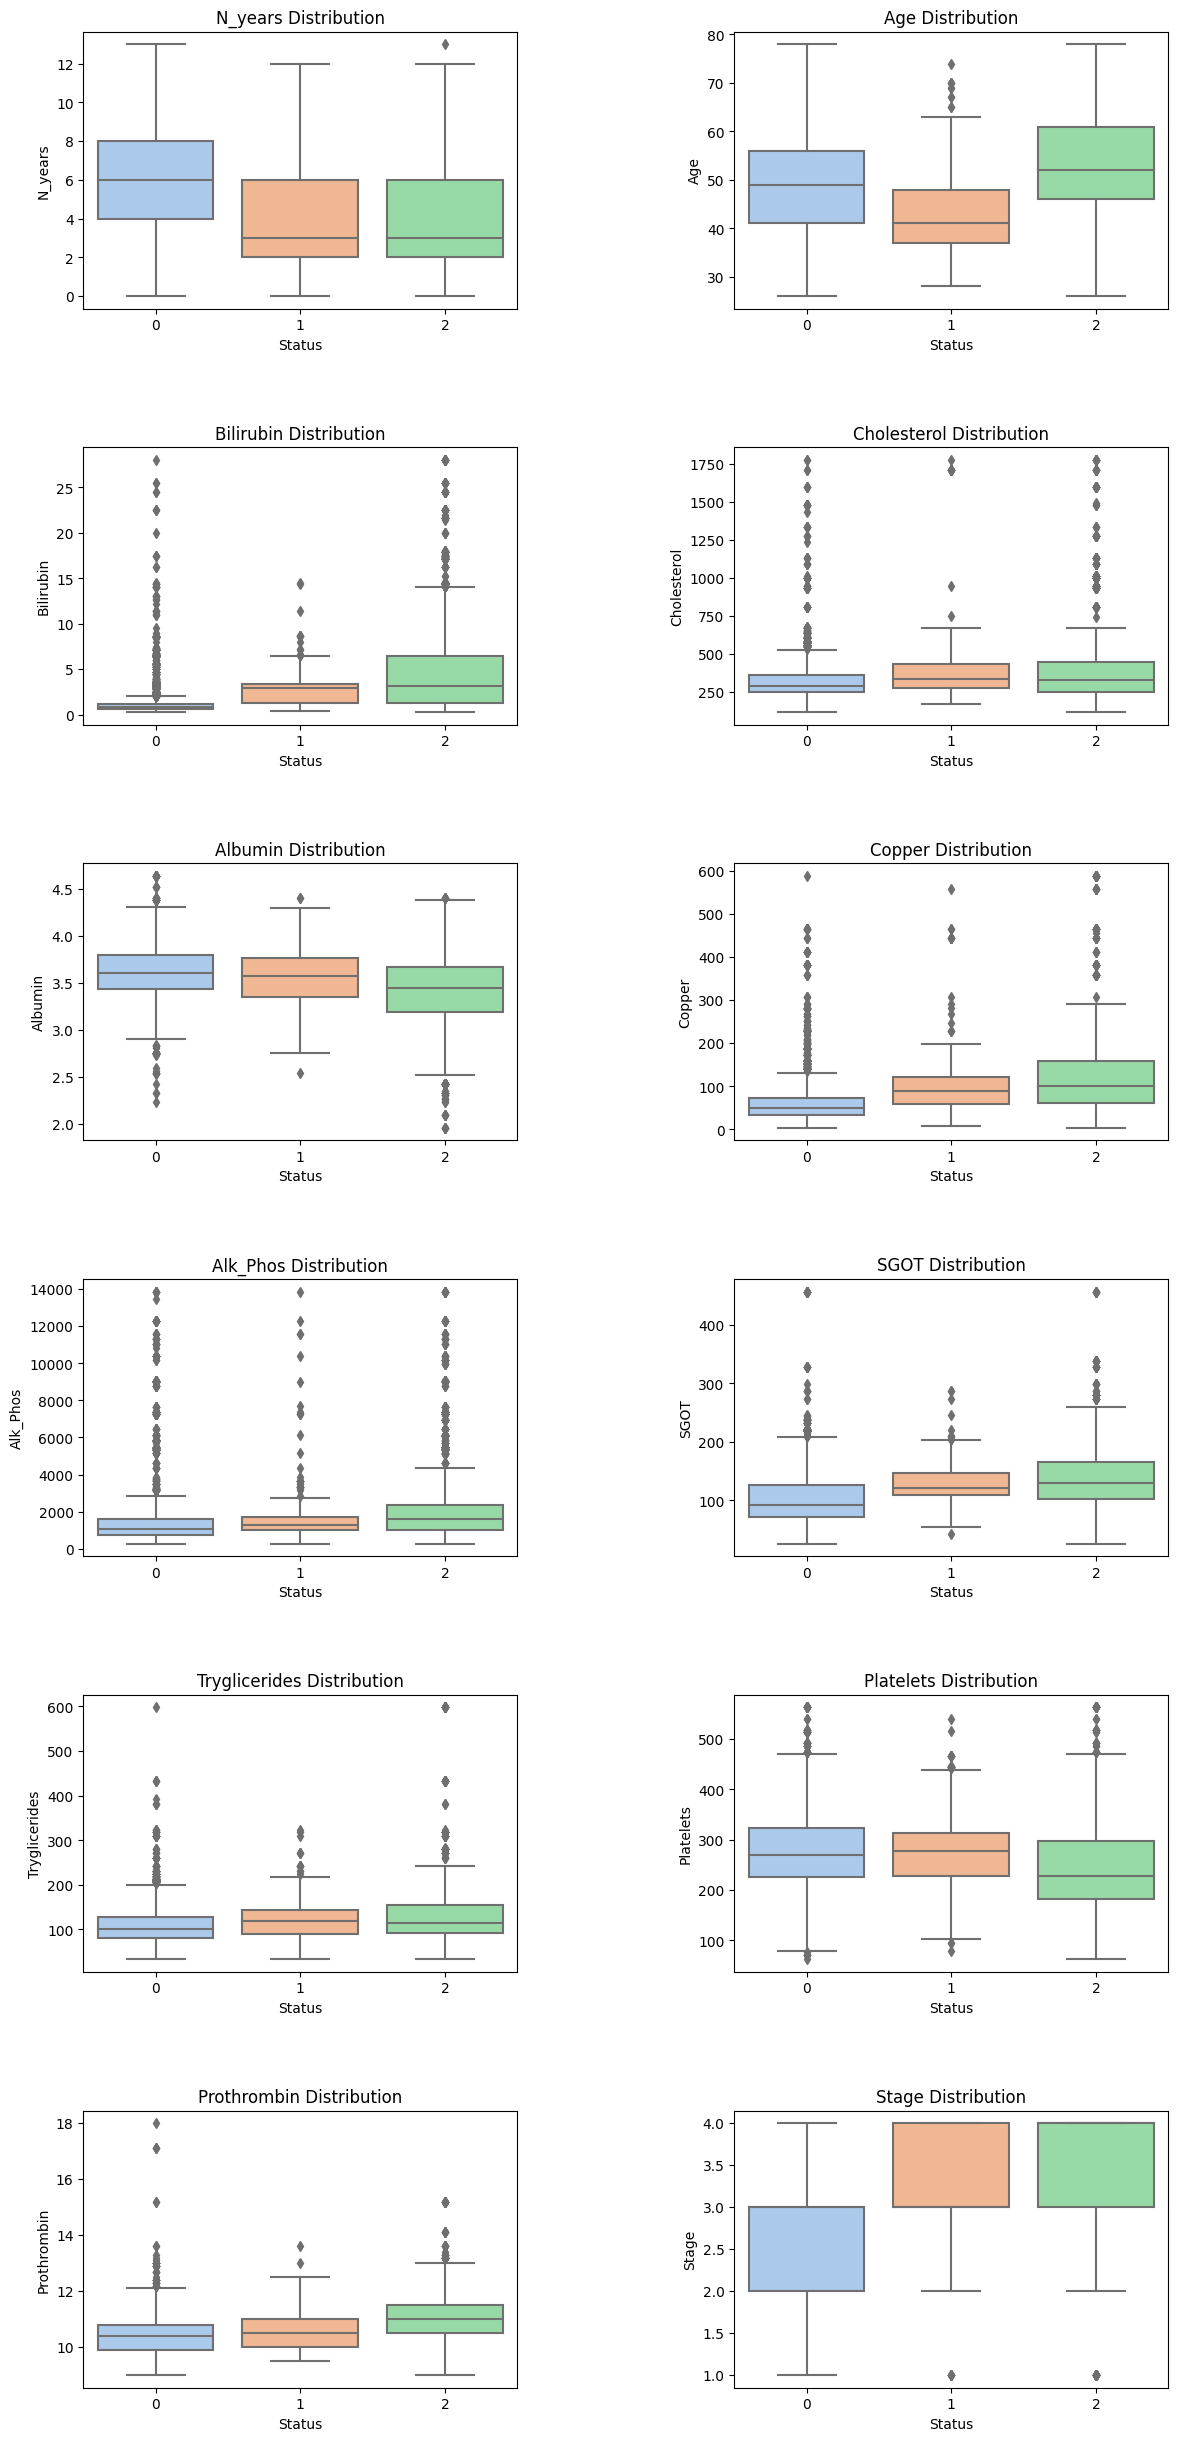 N_years Distribution
N_years
12
10
8
6
4
2
0
0 1 2
Status
Age Distribution
Age
80
70
60
50
40
30
0 1 2
Status
Bilirubin Distribution
Bilirubin
25
20
15
10
5
0
0 1 2
Status
Cholesterol Distribution
Cholesterol
1750
1500
1250
1000
750
500
250
0 1 2
Status
Albumin Distribution
Albumin
4.5
4.0
3.5
3.0
2.5
2.0
0 1 2
Status
Copper Distribution
Copper
600
500
400
300
200
100
0
0 1 2
Status
Alk_Phos Distribution
Alk_Phos
14000
12000
10000
8000
6000
4000
2000
0
0 1 2
Status
SGOT Distribution
SGOT
400
300
200
100
0 1 2
Status
Tryglicerides Distribution
Tryglicerides
600
500
400
300
200
100
0 1 2
Status
Platelets Distribution
Platelets
500
400
300
200
100
0 1 2
Status
Prothrombin Distribution
Prothrombin
18
16
14
12
10
0 1 2
Status
Stage Distribution
Stage
4.0
3.5
3.0
2.5
2.0
1.5
1.0
0 1 2
Status